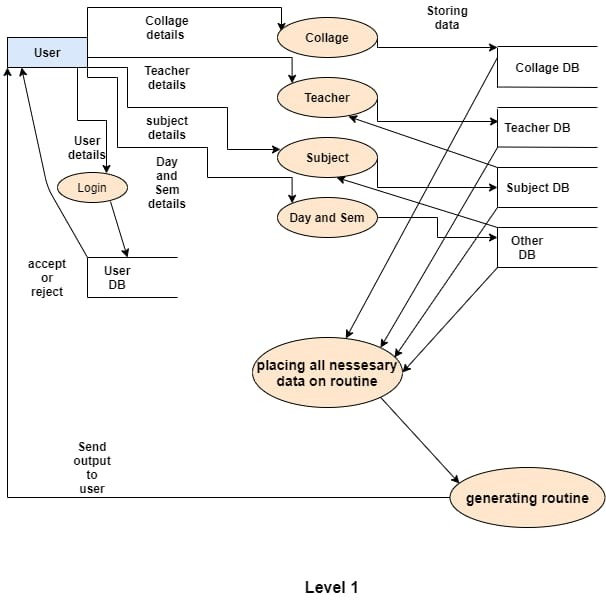 Collage
details
Storing
data
User
Collage
Collage DB
Teacher
details
Teacher
subject
details
Teacher DB
User
details
Day
and
Sem
details
Subject
Subject DB
Login
Day and Sem
Other
DB
accept
or
reject
User
DB
placing all nessesary
data on routine
Send
output
to
user
generating routine
Level 1